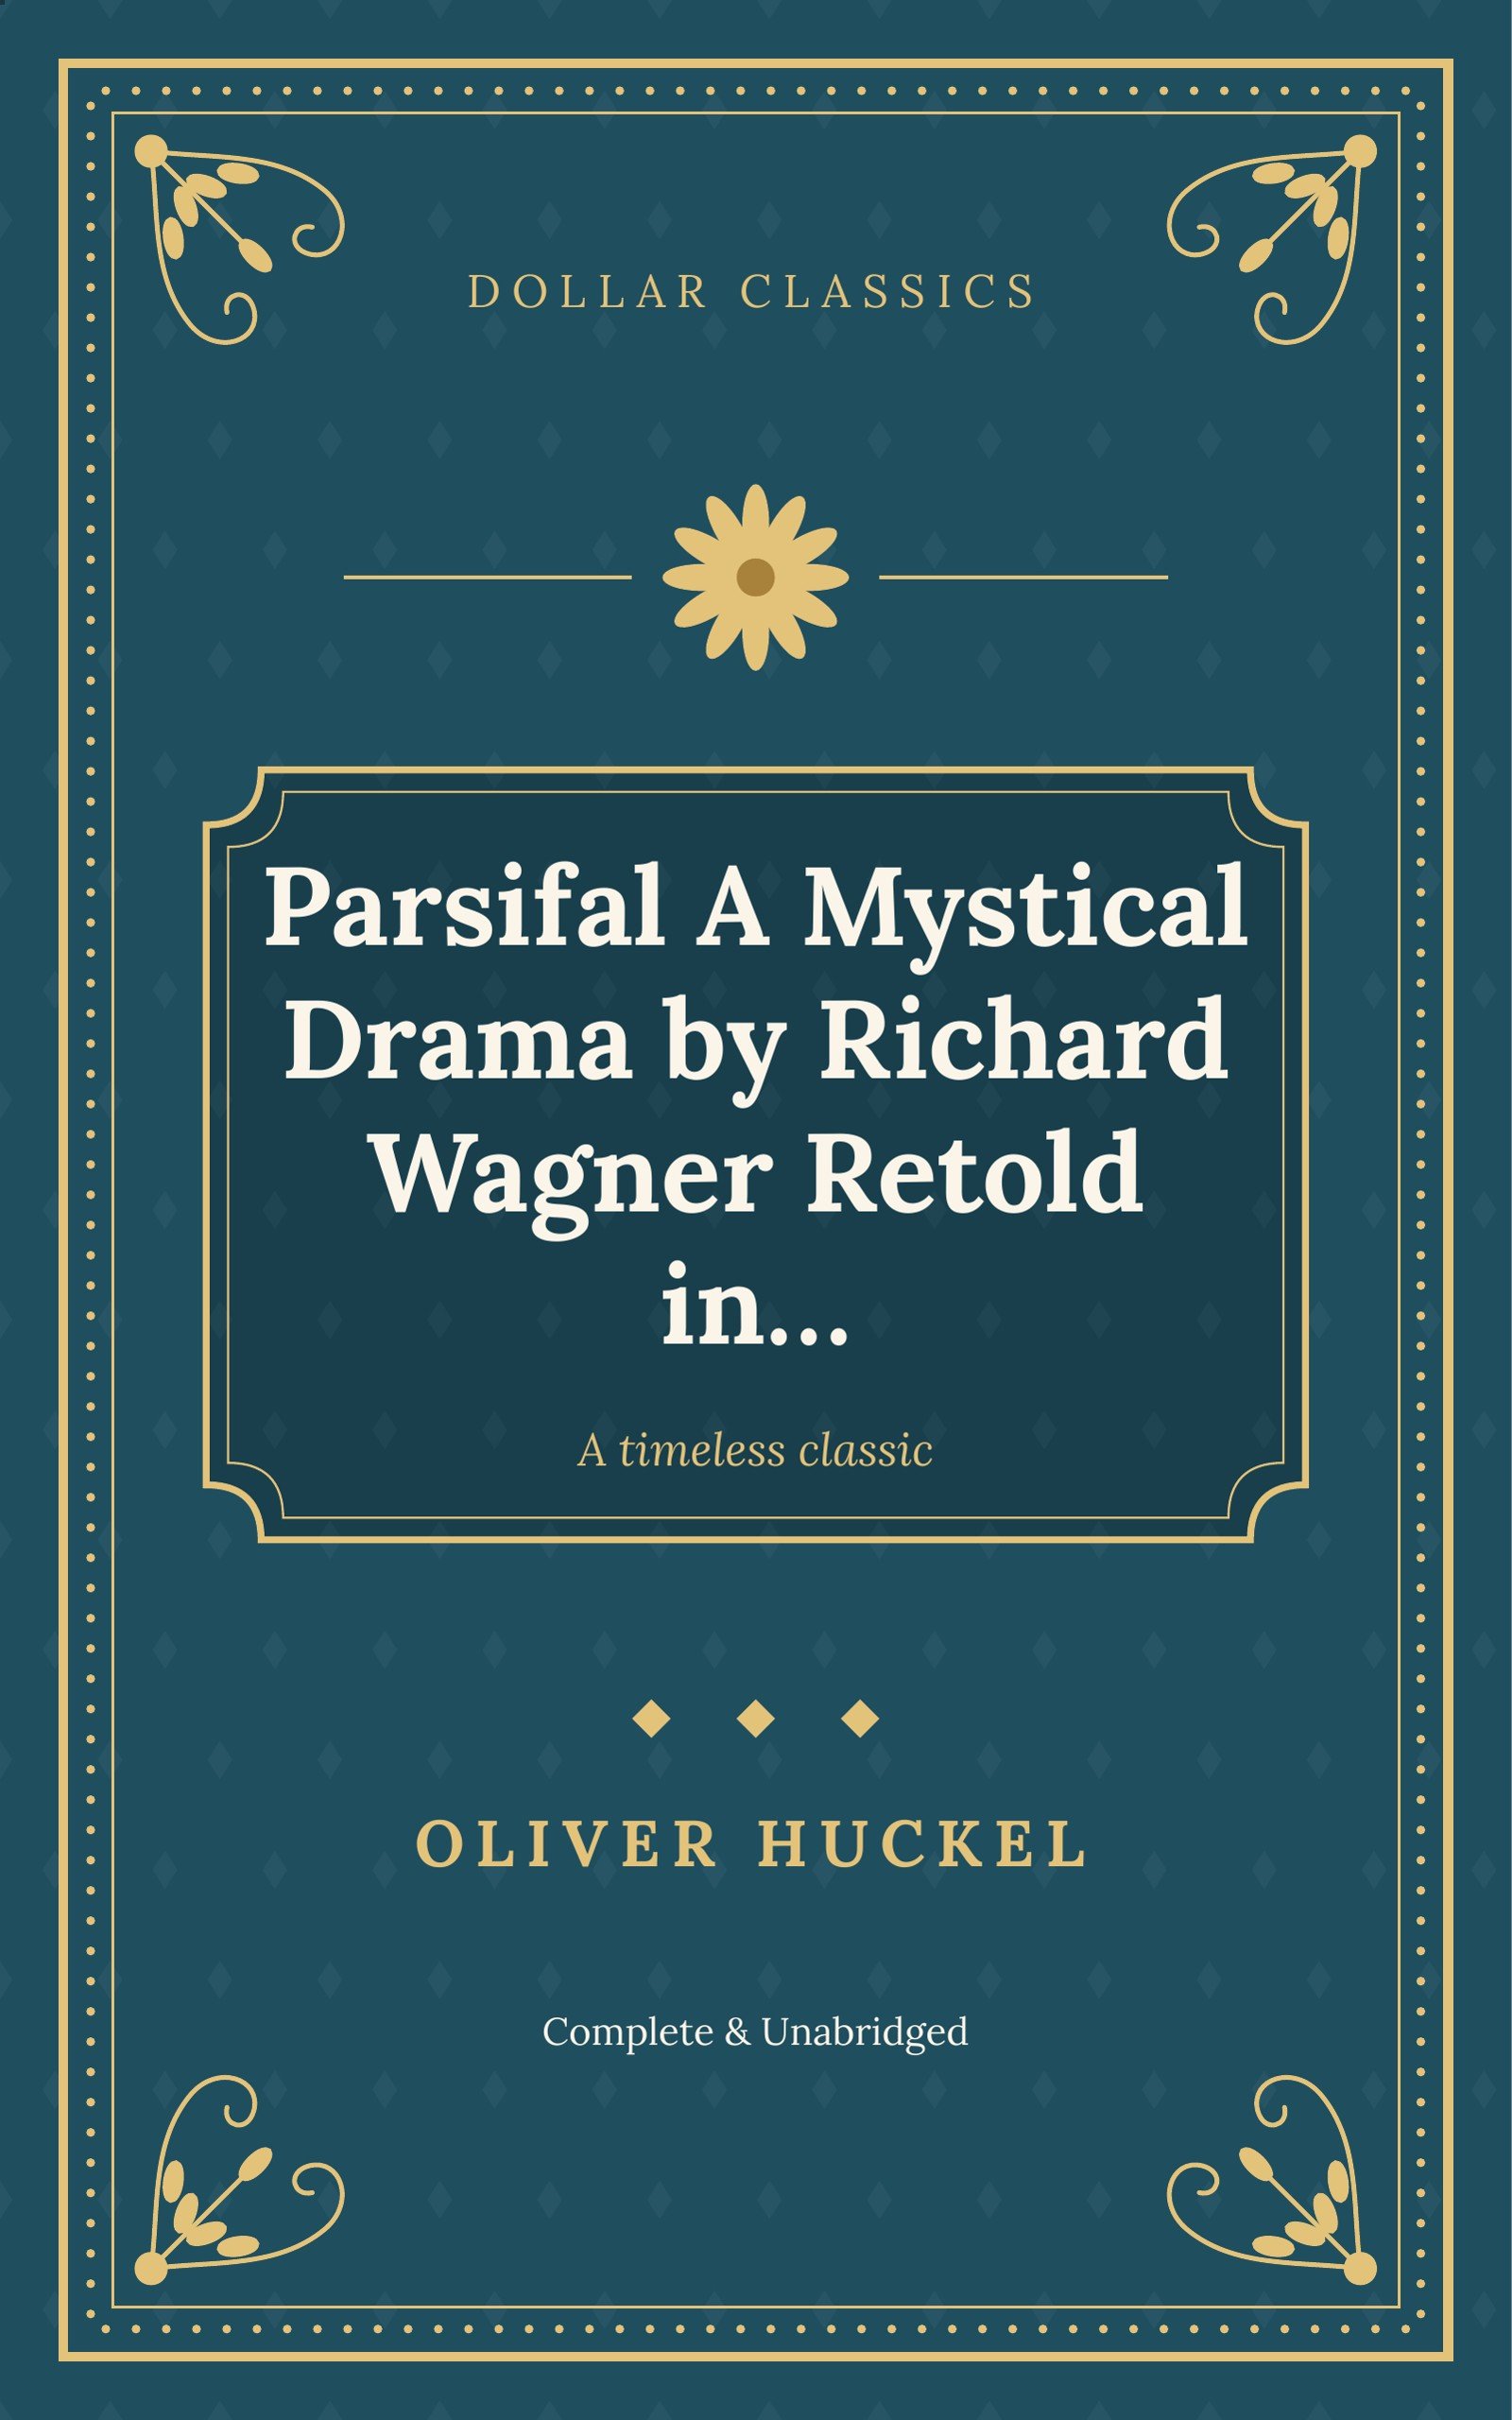 DOLLAR CLASSICS
Parsifal A Mystical
Drama by Richard
Wagner Retold
in...
A timeless classic
OLIVER HUCKEL
Complete & Unabridged